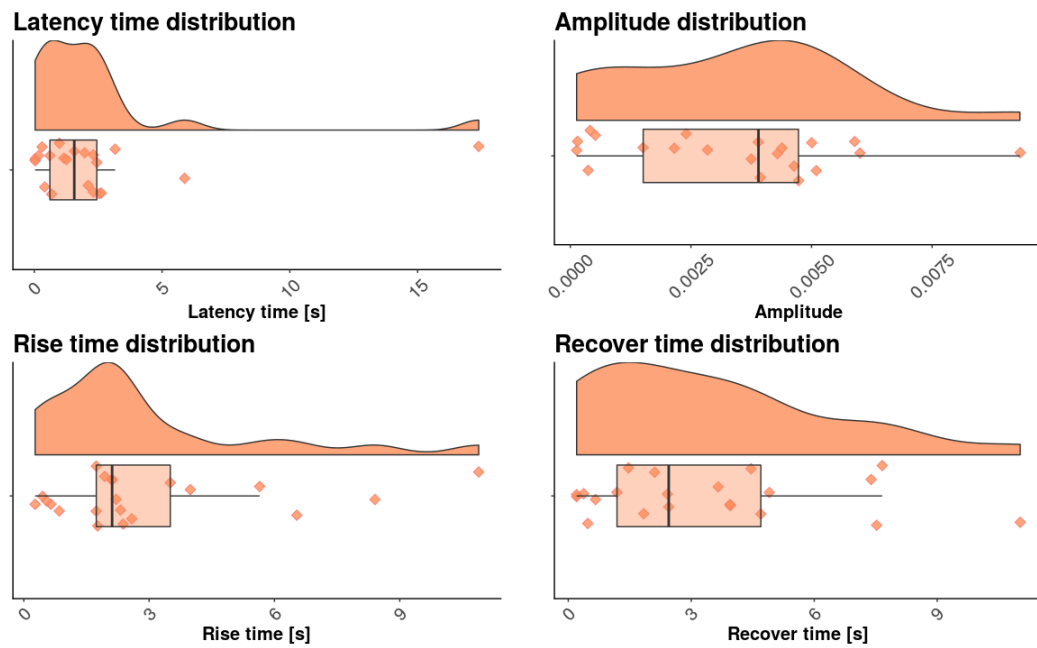 Latency time distribution
0
5
10
15
Latency time [s]
Amplitude distribution
0.0000
0.0025
0.0050
0.0075
Amplitude
Rise time distribution
0
3
6
9
Rise time [s]
Recover time distribution
0
3
6
9
Recover time [s]